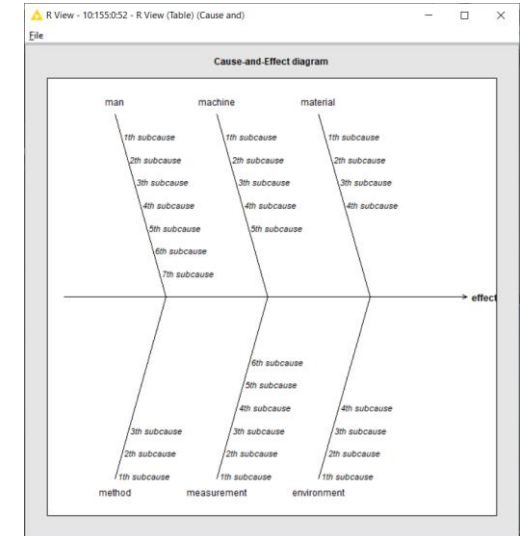 R View - 10:155:0:52 - R View (Table) (Cause and)
File
Cause-and-Effect diagram
man
machine
material
1th subcause
1th subcause
1th subcause
2th subcause
2th subcause
2th subcause
3th subcause
3th subcause
3th subcause
4th subcause
4th subcause
4th subcause
5th subcause
5th subcause
6th subcause
7th subcause
effect
6th subcause
5th subcause
4th subcause
4th subcause
3th subcause
3th subcause
3th subcause
2th subcause
2th subcause
2th subcause
1th subcause
1th subcause
1th subcause
method
measurement
environment